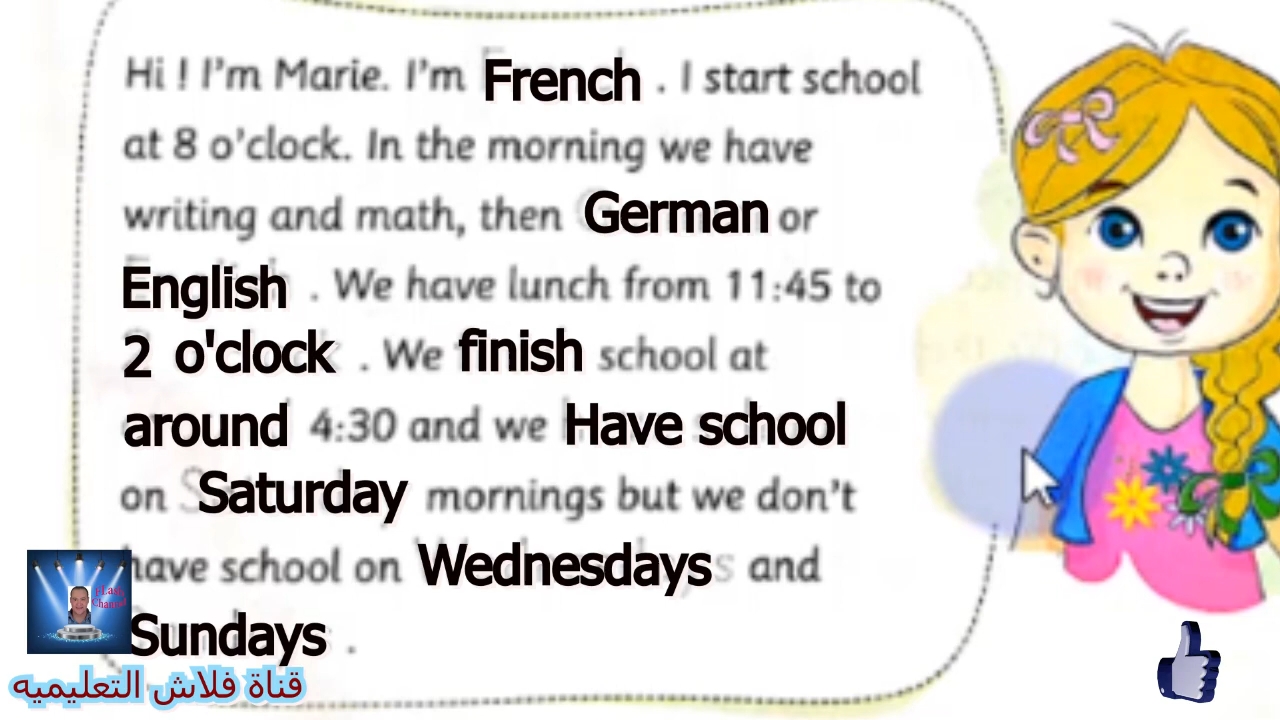 Hi ! I'm Marie. I'm French . I start school
at 8 o'clock. In the morning we have
writing and math, then German or
English . We have lunch from 11:45 to
2 o'clock . We finish school at
around 4:30 and we Have school
on Saturday mornings but we don't
have school on Wednesdays and
Sundays .
قناة فلاش التعليميه